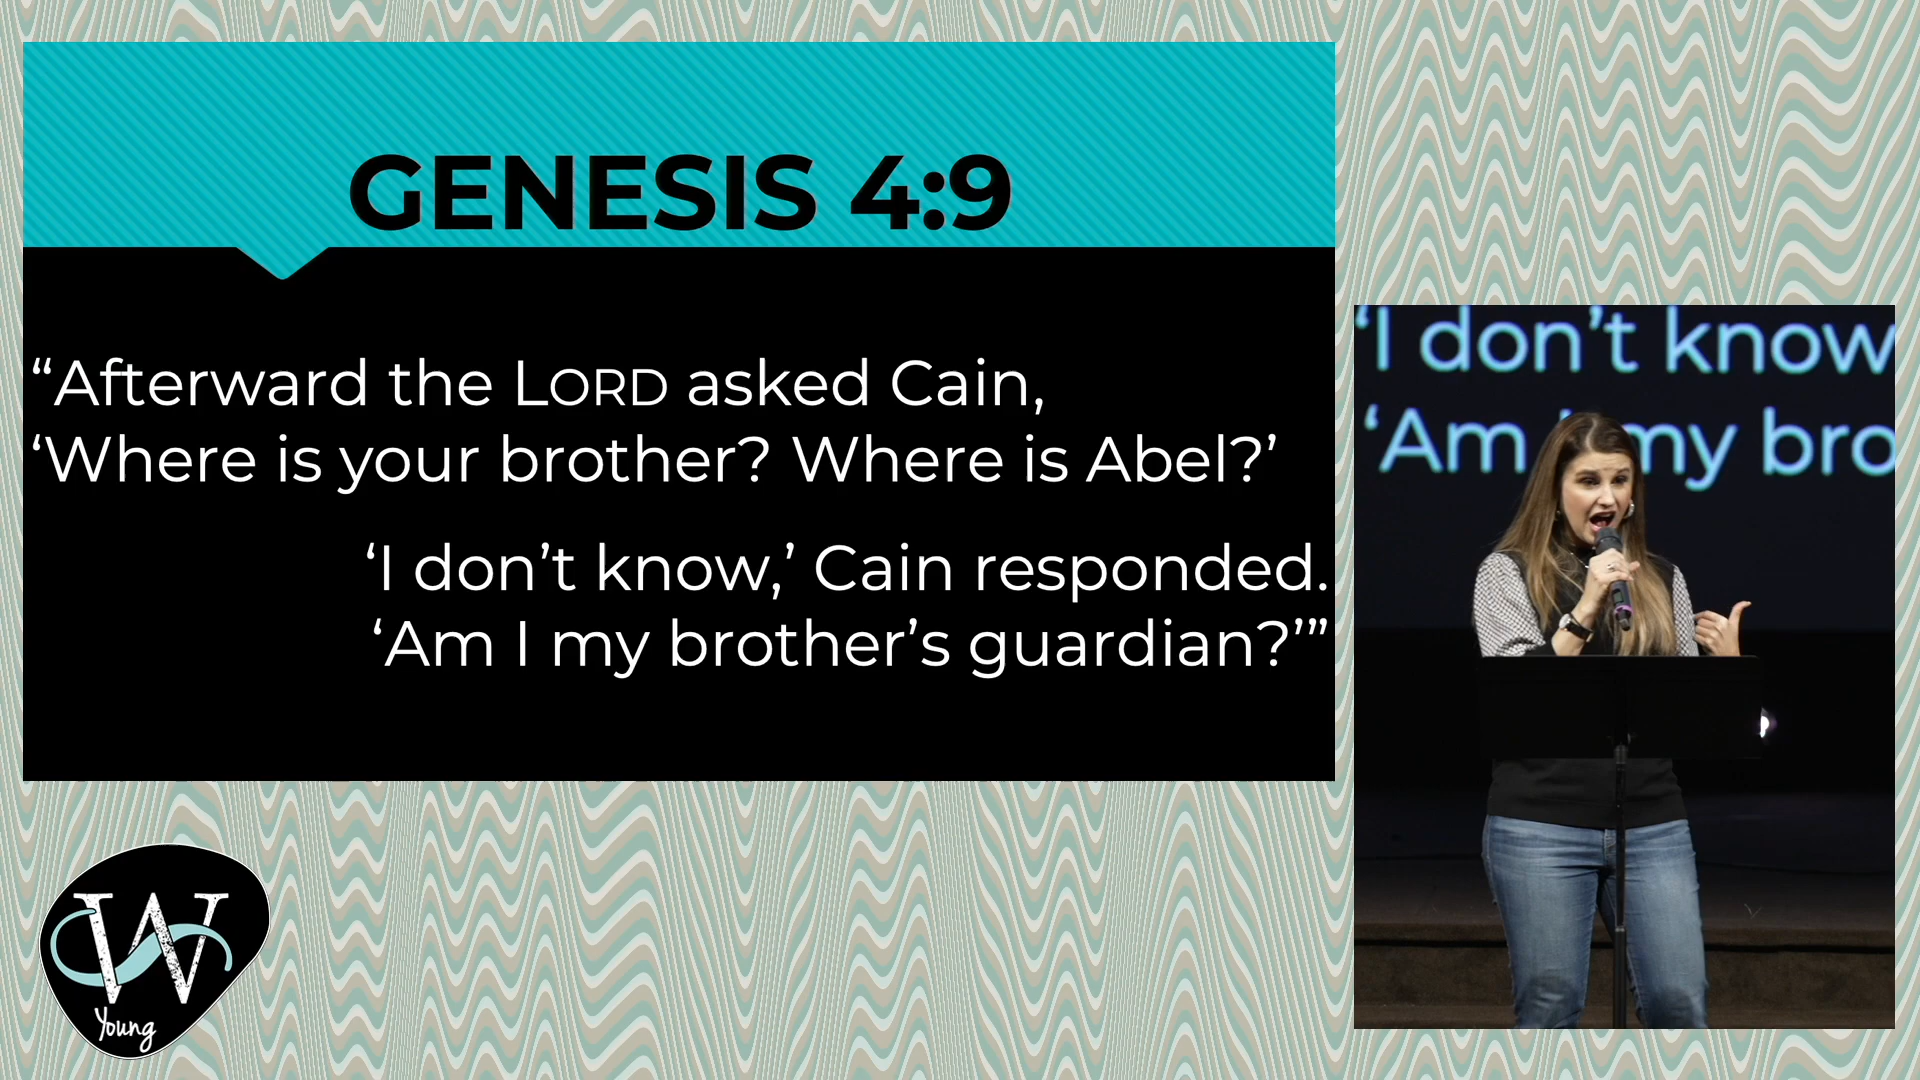 GENESIS 4:9
“Afterward the LORD asked Cain,
‘Where is your brother? Where is Abel?’
‘I don’t know,’ Cain responded.
‘Am I my brother’s guardian?’”
‘I don’t know
‘Am I my bro
W
Young